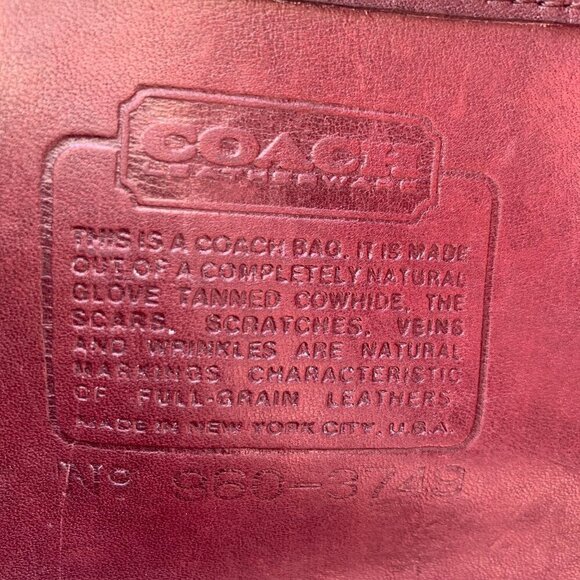 COACH
LEATHERWARE
THIS IS A COACH BAG. IT IS MADE
OUT OF A COMPLETELY NATURAL
GLOVE TANNED COWHIDE. THE
SCARS, SCRATCHES, VEINS
AND WRINKLES ARE NATURAL
MARKINGS CHARACTERISTIC
OF FULL-GRAIN LEATHERS.
MADE IN NEW YORK CITY, U.S.A.
No 960-3749